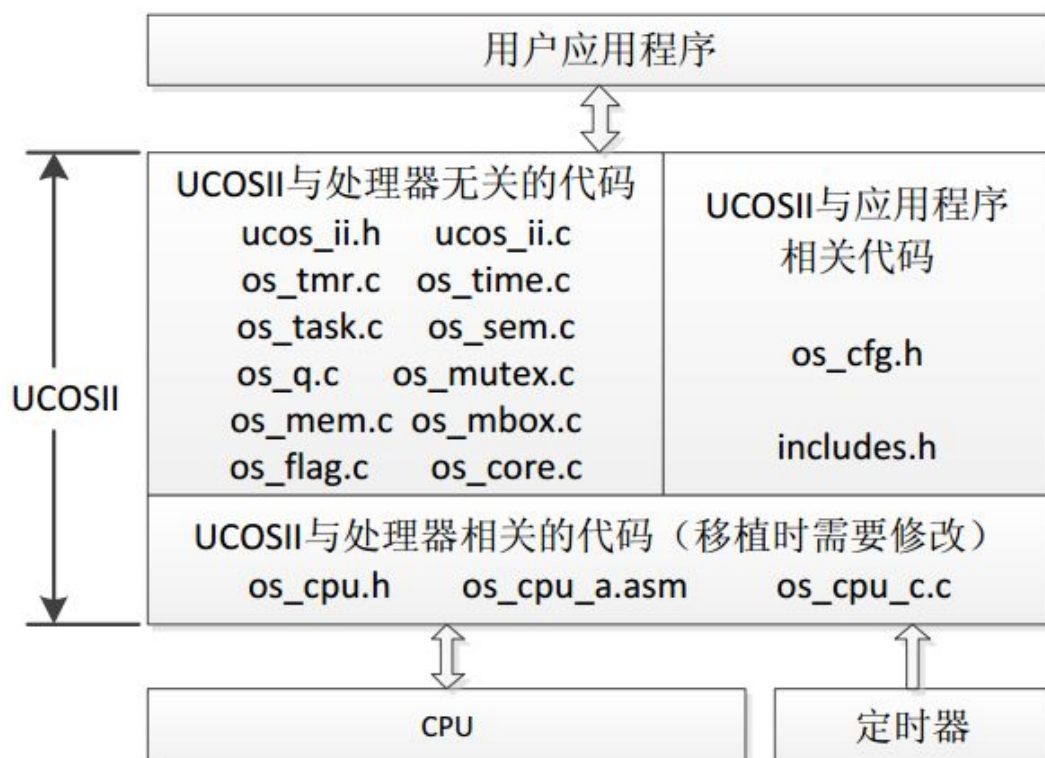 用户应用程序
UCOSII与处理器无关的代码
ucos_ii.h ucos_ii.c
os_tmr.c os_time.c
os_task.c os_sem.c
os_q.c os_mutex.c
os_mem.c os_mbox.c
os_flag.c os_core.c
UCOSII与应用程序
相关代码
os_cfg.h
includes.h
UCOSII
UCOSII与处理器相关的代码（移植时需要修改）
os_cpu.h os_cpu_a.asm os_cpu_c.c
CPU
定时器